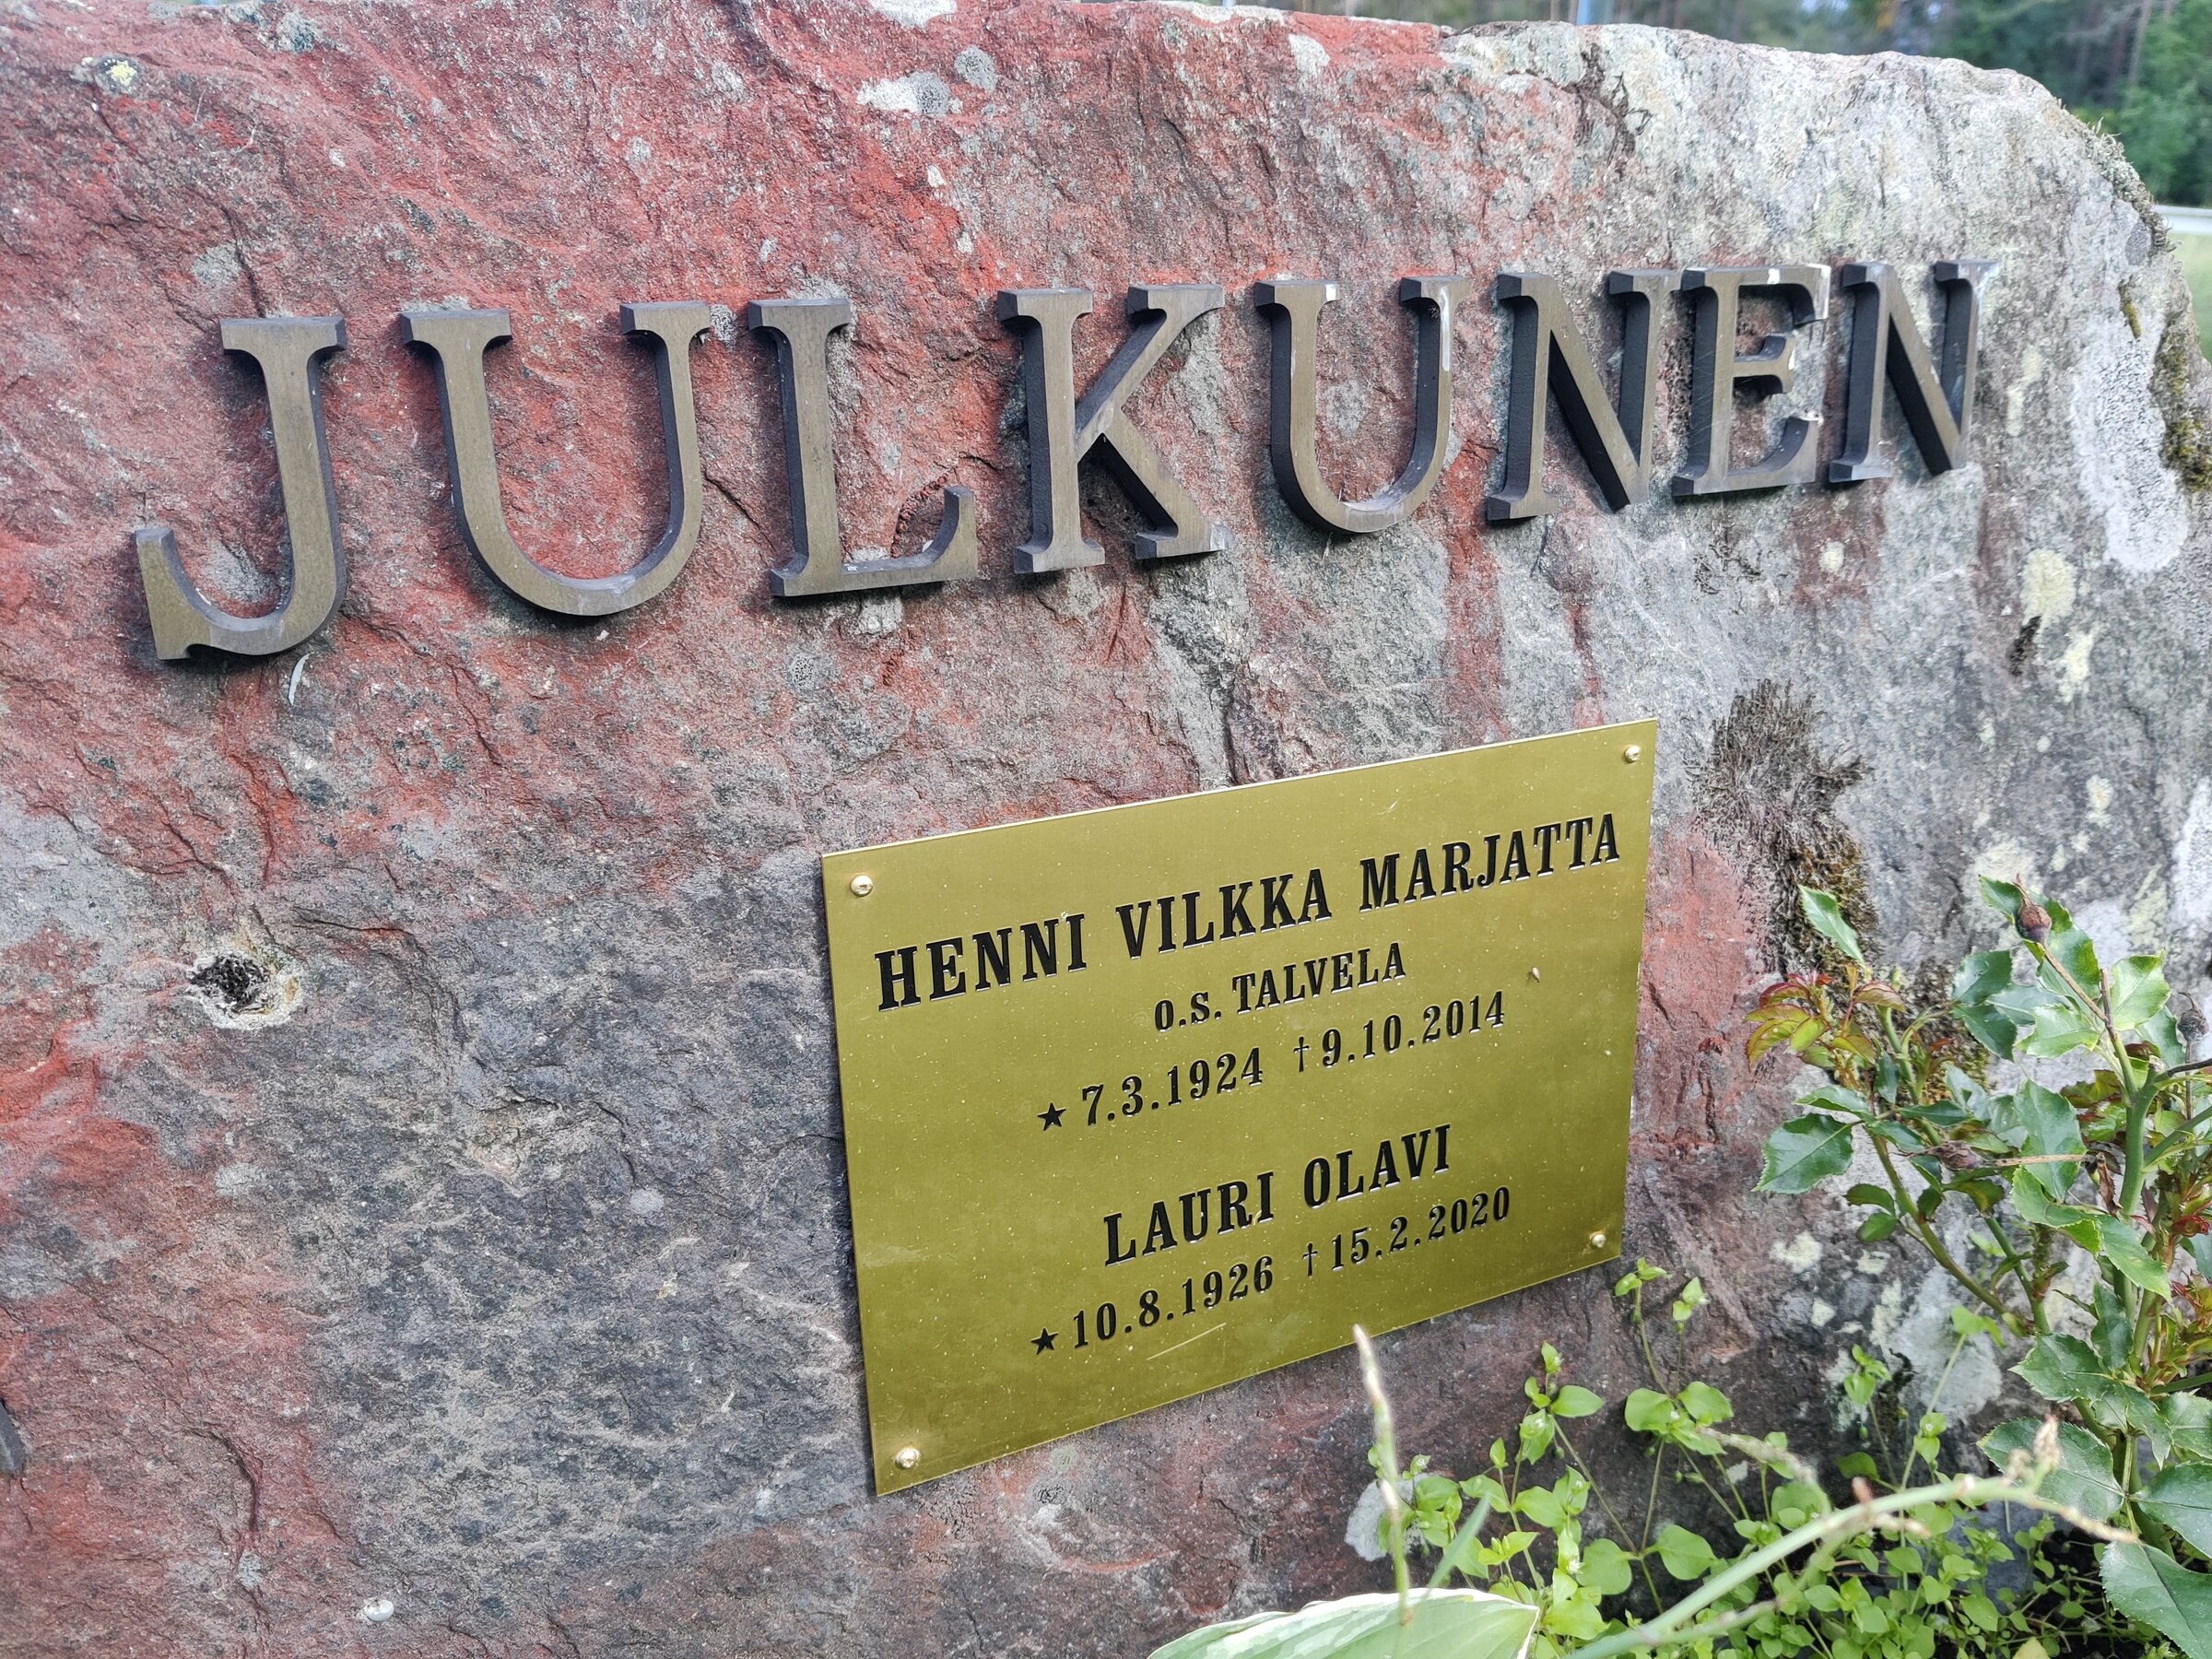 JULKUNEN
HENNI VILKKA MARJATTA
O.S. TALVELA
★ 7.3.1924 †9.10.2014
LAURI OLAVI
★ 10.8.1926 †15.2.2020